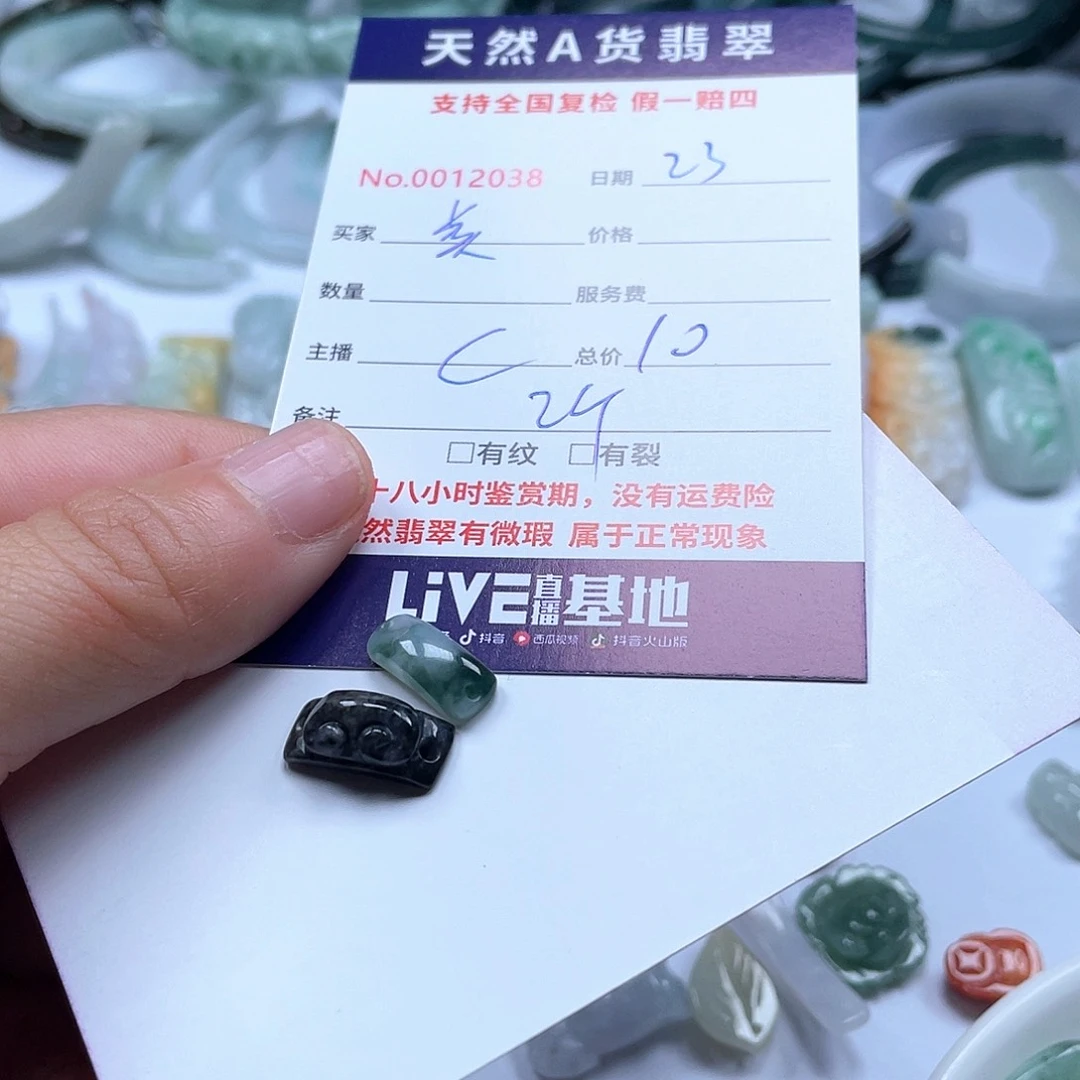 天然A货翡翠
支持全国复检 假一赔四
No.0012038 日期 23
买家 价格
数量 服务费
主播 C 总价 10
备注 24
□有纹 □有裂
十八小时鉴赏期，没有运费险
然翡翠有微瑕 属于正常现象
LiVE直播基地
抖音 西瓜视频 抖音火山版